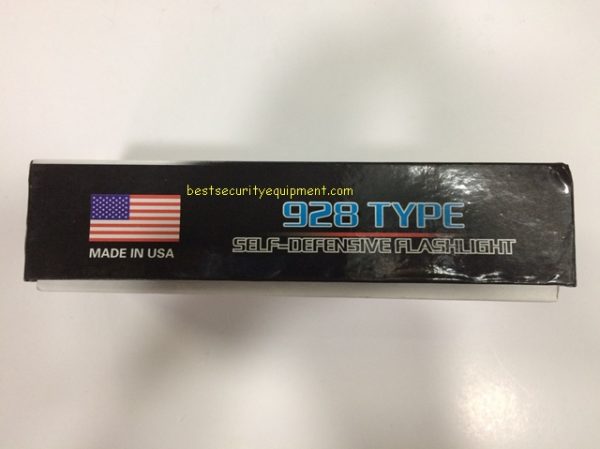 bestsecurityequipment.com
928 TYPE
SELF-DEFENSIVE FLASHLIGHT
MADE IN USA